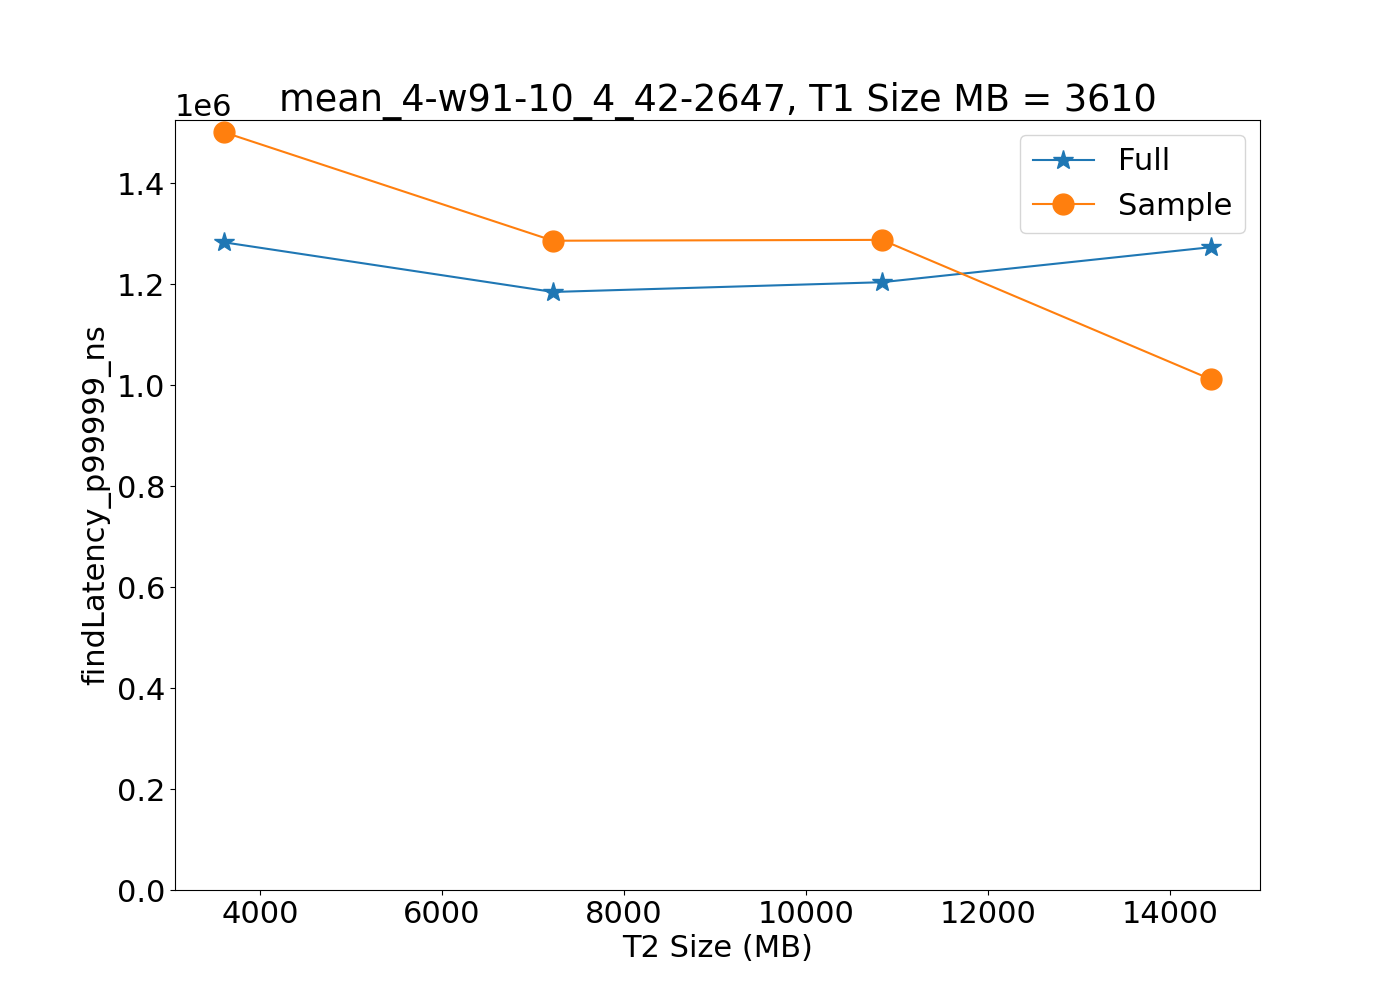 mean_4-w91-10_4_42-2647, T1 Size MB = 3610
1e6
Full
Sample
1.4
1.2
1.0
0.8
0.6
0.4
0.2
0.0
findLatency_p99999_ns
4000 6000 8000 10000 12000 14000
T2 Size (MB)